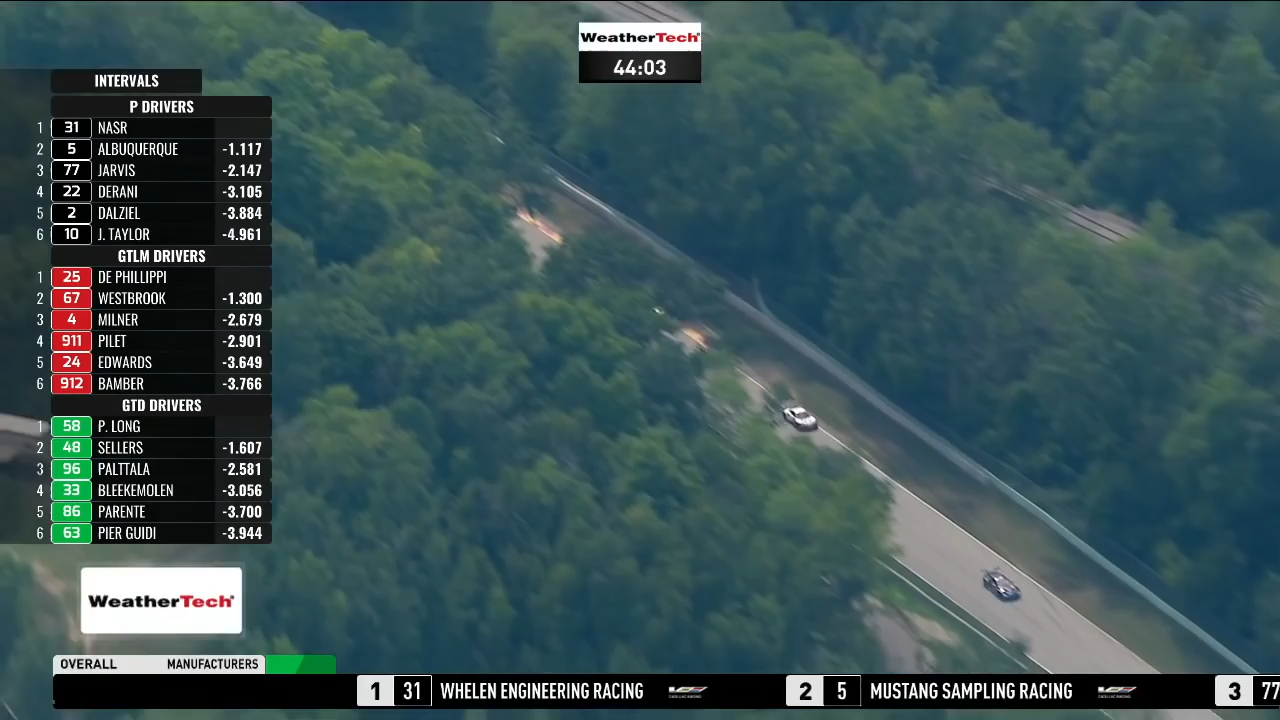 WeatherTech
44:03
INTERVALS
P DRIVERS
1 31 NASR
2 5 ALBUQUERQUE -1.117
3 77 JARVIS -2.147
4 22 DERANI -3.105
5 2 DALZIEL -3.884
6 10 J. TAYLOR -4.961
GTLM DRIVERS
1 25 DE PHILLIPPI
2 67 WESTBROOK -1.300
3 4 MILNER -2.679
4 911 PILET -2.901
5 24 EDWARDS -3.649
6 912 BAMBER -3.766
GTD DRIVERS
1 58 P. LONG
2 48 SELLERS -1.607
3 96 PALTTALA -2.581
4 33 BLEEKEMOLEN -3.056
5 86 PARENTE -3.700
6 63 PIER GUIDI -3.944
WeatherTech
OVERALL MANUFACTURERS
1 31 WHELEN ENGINEERING RACING 2 5 MUSTANG SAMPLING RACING 3 77